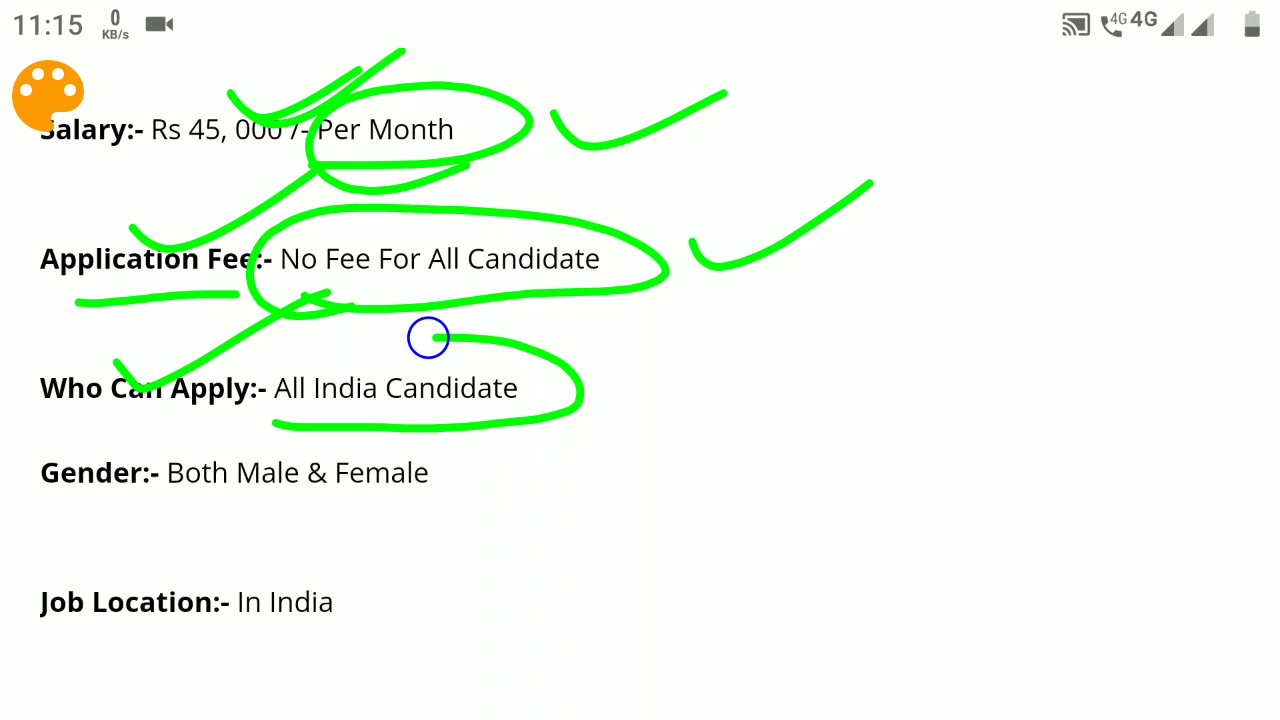 11:15 0 KB/s 4G 4G
Salary:- Rs 45, 000 /- Per Month
Application Fee:- No Fee For All Candidate
Who Can Apply:- All India Candidate
Gender:- Both Male & Female
Job Location:- In India